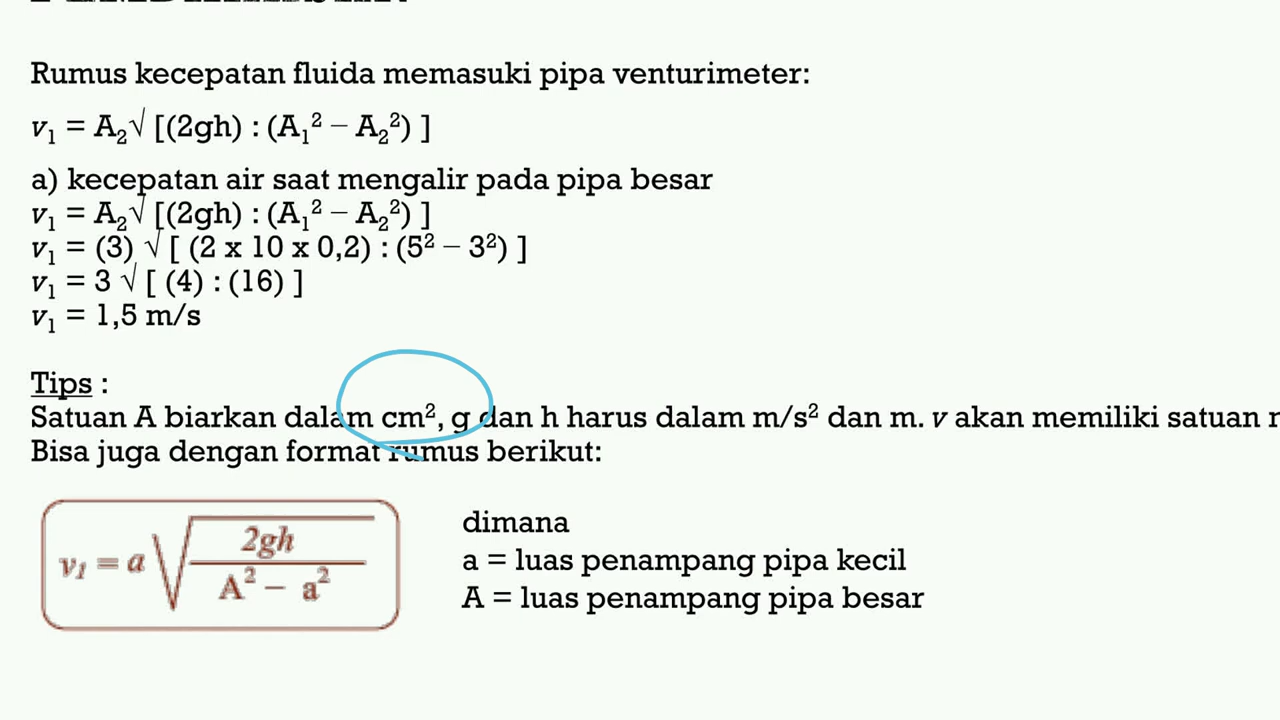 Rumus kecepatan fluida memasuki pipa venturimeter:
v₁ = A₂√ [(2gh) : (A₁² – A₂²) ]
a) kecepatan air saat mengalir pada pipa besar
v₁ = A₂√ [(2gh) : (A₁² – A₂²) ]
v₁ = (3) √ [ (2 x 10 x 0,2) : (5² – 3²) ]
v₁ = 3 √ [ (4) : (16) ]
v₁ = 1,5 m/s
Tips :
Satuan A biarkan dalam cm², g dan h harus dalam m/s² dan m. v akan memiliki satuan
Bisa juga dengan format rumus berikut:
v₁ = a √ 2gh / A² – a²
dimana
a = luas penampang pipa kecil
A = luas penampang pipa besar